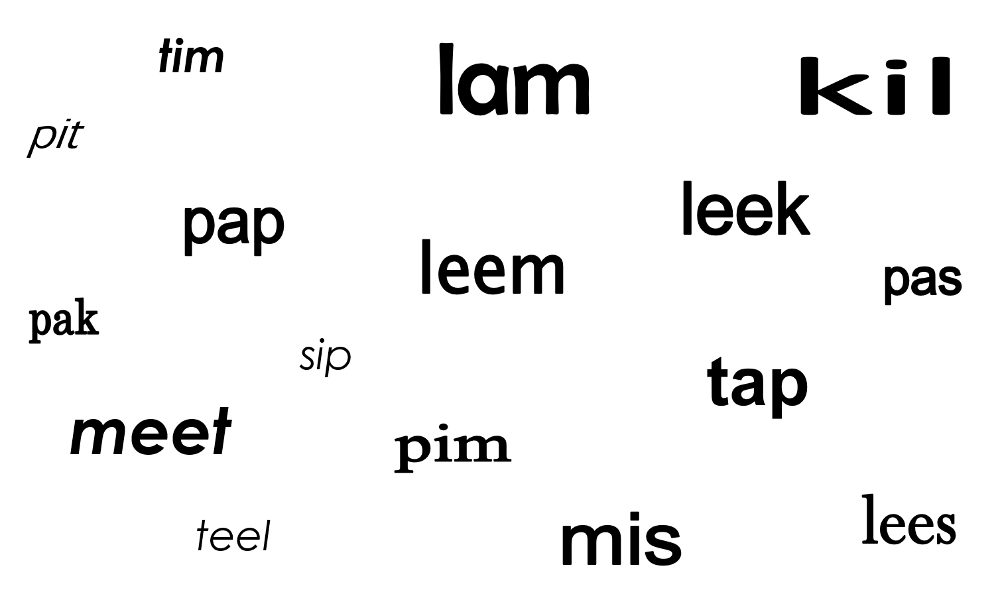 tim
lam
kil
pit
pap
leek
leem
pas
pak
sip
tap
meet
pim
teel
mis
lees